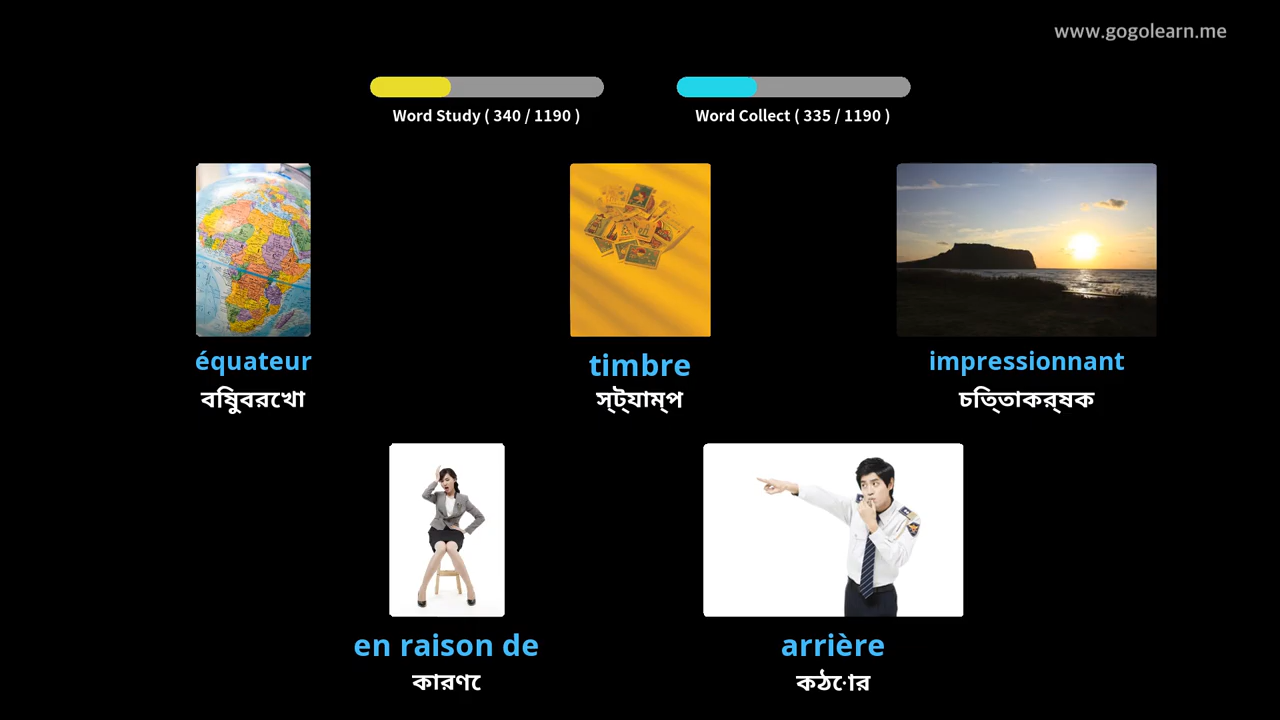 www.gogolearn.me
Word Study ( 340 / 1190 )
Word Collect ( 335 / 1190 )
équateur
timbre
impressionnant
বিষুবরেখা
স্ট্যাম্প
চিত্তাকর্ষক
en raison de
arrière
কারণে
কঠোর